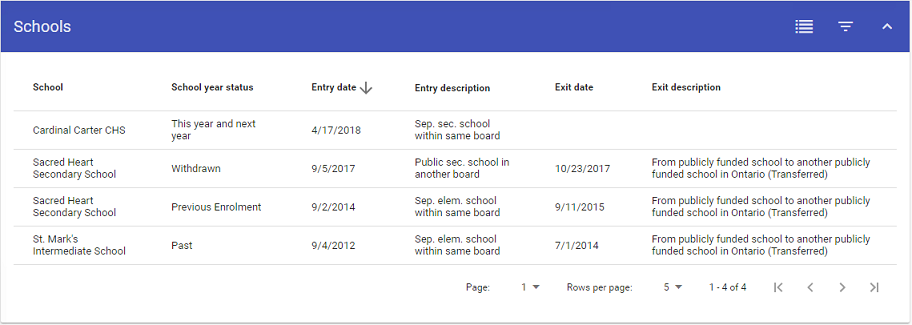 Schools
School School year status Entry date Entry description Exit date Exit description
Cardinal Carter CHS This year and next year 4/17/2018 Sep. sec. school within same board
Sacred Heart Secondary School Withdrawn 9/5/2017 Public sec. school in another board 10/23/2017 From publicly funded school to another publicly funded school in Ontario (Transferred)
Sacred Heart Secondary School Previous Enrolment 9/2/2014 Sep. elem. school within same board 9/11/2015 From publicly funded school to another publicly funded school in Ontario (Transferred)
St. Mark's Intermediate School Past 9/4/2012 Sep. elem. school within same board 7/1/2014 From publicly funded school to another publicly funded school in Ontario (Transferred)
Page: 1 Rows per page: 5 1 - 4 of 4